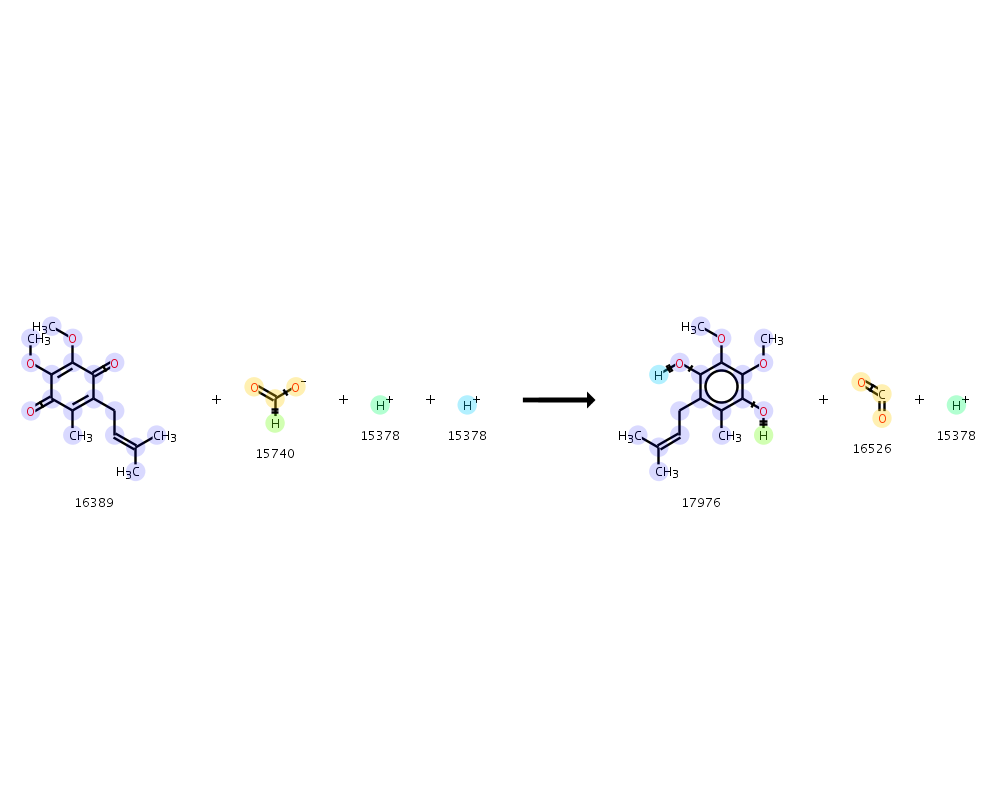 H₃C O CH₃ O O O CH₃ CH₃ H₃C
16389
+
O O⁻ H
15740
+
H⁺
15378
+
H⁺
15378
H₃C O CH₃ O O H O H CH₃ H₃C CH₃
17976
+
O C O
16526
+
H⁺
15378